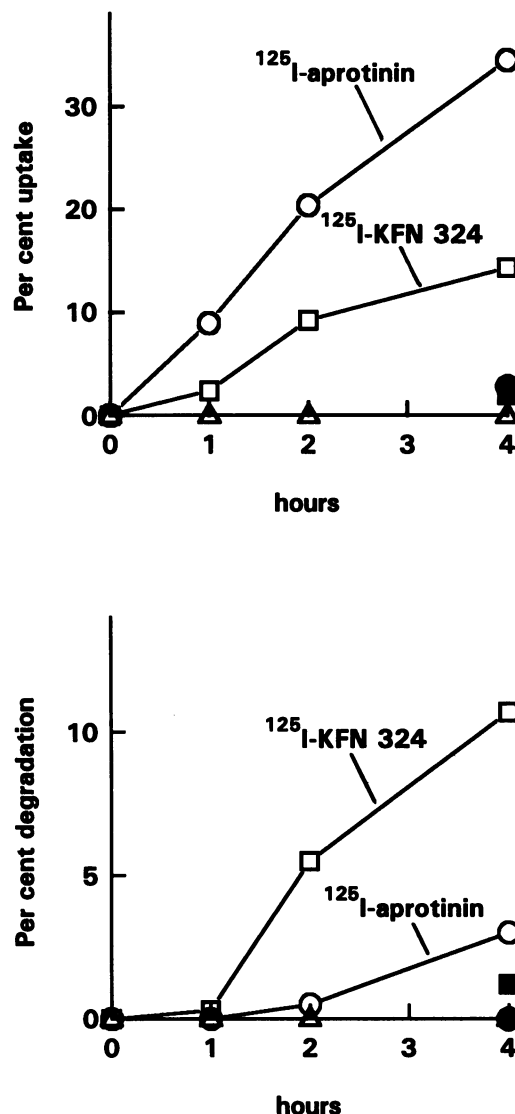 Per cent uptake
30
20
10
0
¹²⁵I-aprotinin
¹²⁵I-KFN 324
0 1 2 3 4
hours
Per cent degradation
10
5
0
¹²⁵I-KFN 324
¹²⁵I-aprotinin
0 1 2 3 4
hours